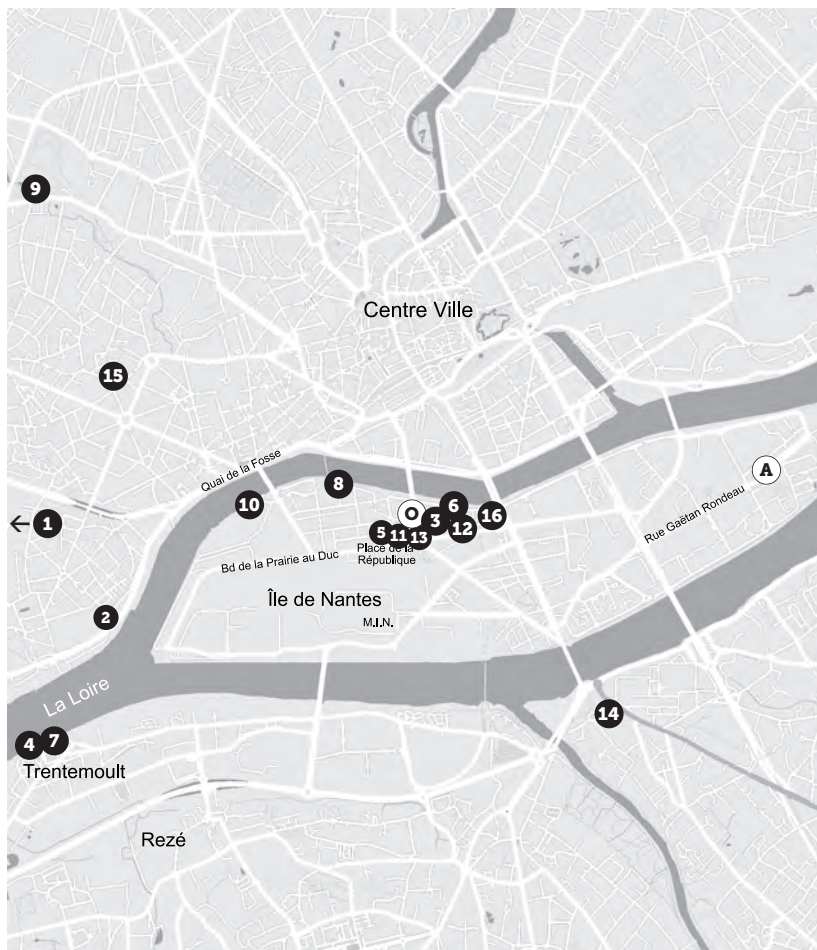 9
Centre Ville
15
A
Quai de la Fosse
8
10
6
16
O
3
← 1
12
5
11
13
Rue Gaëtan Rondeau
Place de la
République
Bd de la Prairie au Duc
Île de Nantes
2
M.I.N.
La Loire
14
4
7
Trentemoult
Rezé